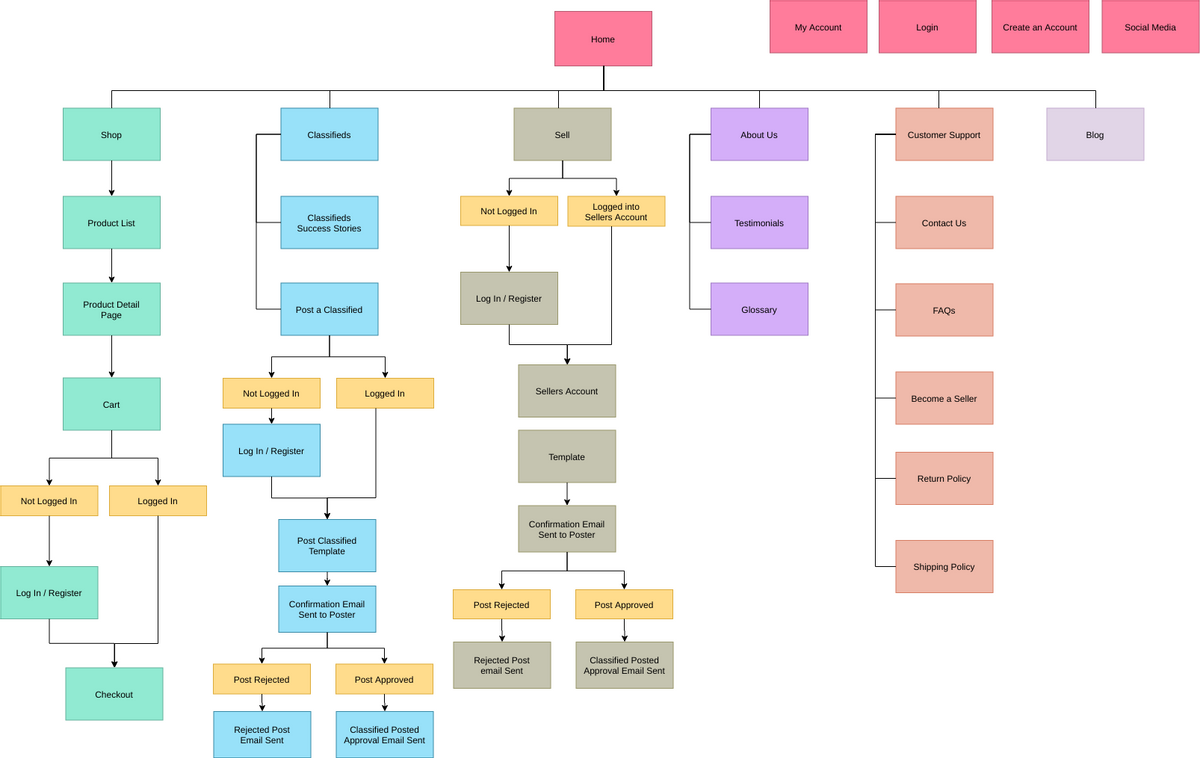 Home
My Account
Login
Create an Account
Social Media
Shop
Classifieds
Sell
About Us
Customer Support
Blog
Product List
Classifieds
Success Stories
Not Logged In
Logged into
Sellers Account
Testimonials
Contact Us
Product Detail
Page
Post a Classified
Log In / Register
Glossary
FAQs
Cart
Not Logged In
Logged In
Sellers Account
Become a Seller
Log In / Register
Template
Return Policy
Not Logged In
Logged In
Post Classified
Template
Confirmation Email
Sent to Poster
Shipping Policy
Log In / Register
Confirmation Email
Sent to Poster
Post Rejected
Post Approved
Checkout
Post Rejected
Post Approved
Rejected Post
email Sent
Classified Posted
Approval Email Sent
Rejected Post
Email Sent
Classified Posted
Approval Email Sent